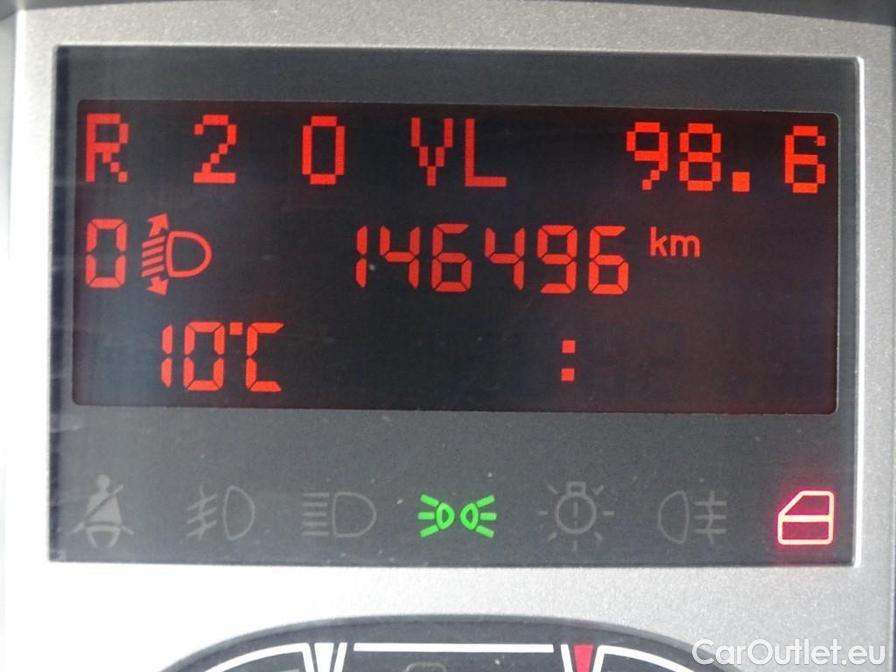 R 2 0 VL 98.6
0 146496 km
10°C :
CarOutlet.eu